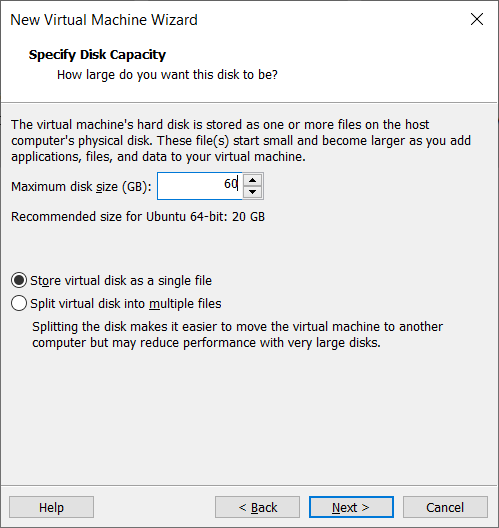 New Virtual Machine Wizard
Specify Disk Capacity
How large do you want this disk to be?
The virtual machine's hard disk is stored as one or more files on the host
computer's physical disk. These file(s) start small and become larger as you add
applications, files, and data to your virtual machine.
Maximum disk size (GB): 60
Recommended size for Ubuntu 64-bit: 20 GB
Store virtual disk as a single file
Split virtual disk into multiple files
Splitting the disk makes it easier to move the virtual machine to another
computer but may reduce performance with very large disks.
Help < Back Next > Cancel